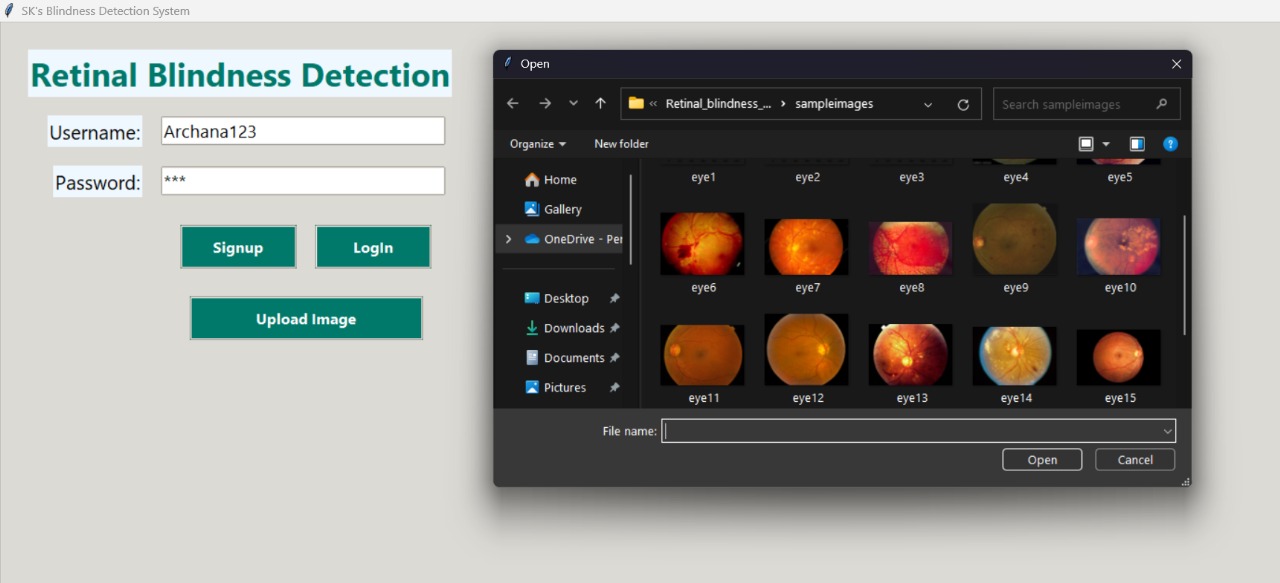 SK's Blindness Detection System
Retinal Blindness Detection
Username: Archana123
Password: ***
Signup LogIn
Upload Image
Open
« Retinal_blindness_... › sampleimages
Search sampleimages
Organize New folder
Home
Gallery
OneDrive - Per
Desktop
Downloads
Documents
Pictures
eye1 eye2 eye3 eye4 eye5
eye6 eye7 eye8 eye9 eye10
eye11 eye12 eye13 eye14 eye15
File name:
Open Cancel